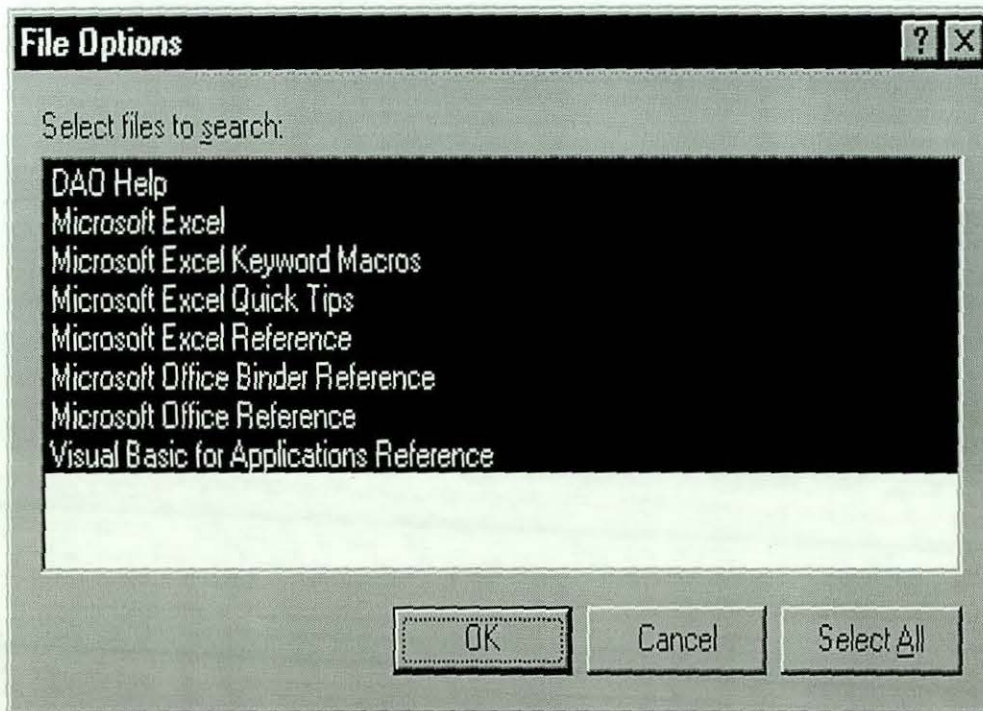 File Options
Select files to search:
DAO Help
Microsoft Excel
Microsoft Excel Keyword Macros
Microsoft Excel Quick Tips
Microsoft Excel Reference
Microsoft Office Binder Reference
Microsoft Office Reference
Visual Basic for Applications Reference
OK Cancel Select All